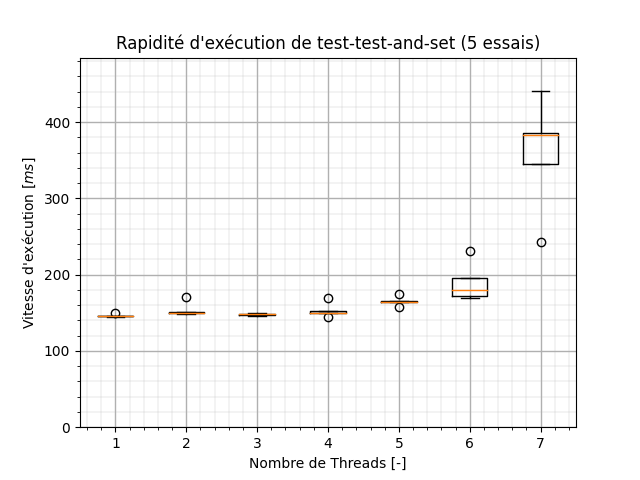 Rapidité d'exécution de test-test-and-set (5 essais)
Vitesse d'exécution [ms]
400
300
200
100
0
1 2 3 4 5 6 7
Nombre de Threads [-]